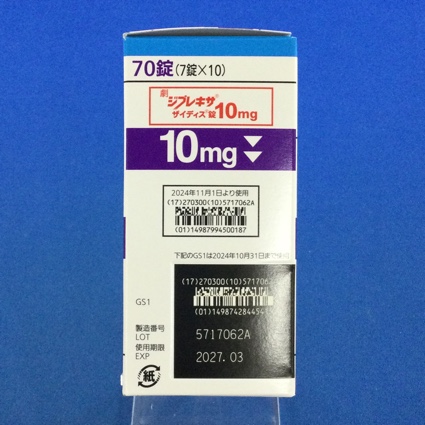 70錠(7錠×10)
劇 ジプレキサ®
ザイディス®錠10mg
10mg
2024年11月1日より使用
(17)270300(10)5717062A
(01)14987994500187
下記のGS1は2024年10月31日
(17)270300(10)571706
(01)149874284454
GS1
製造番号
LOT 5717062A
使用期限
EXP 2027.03
紙